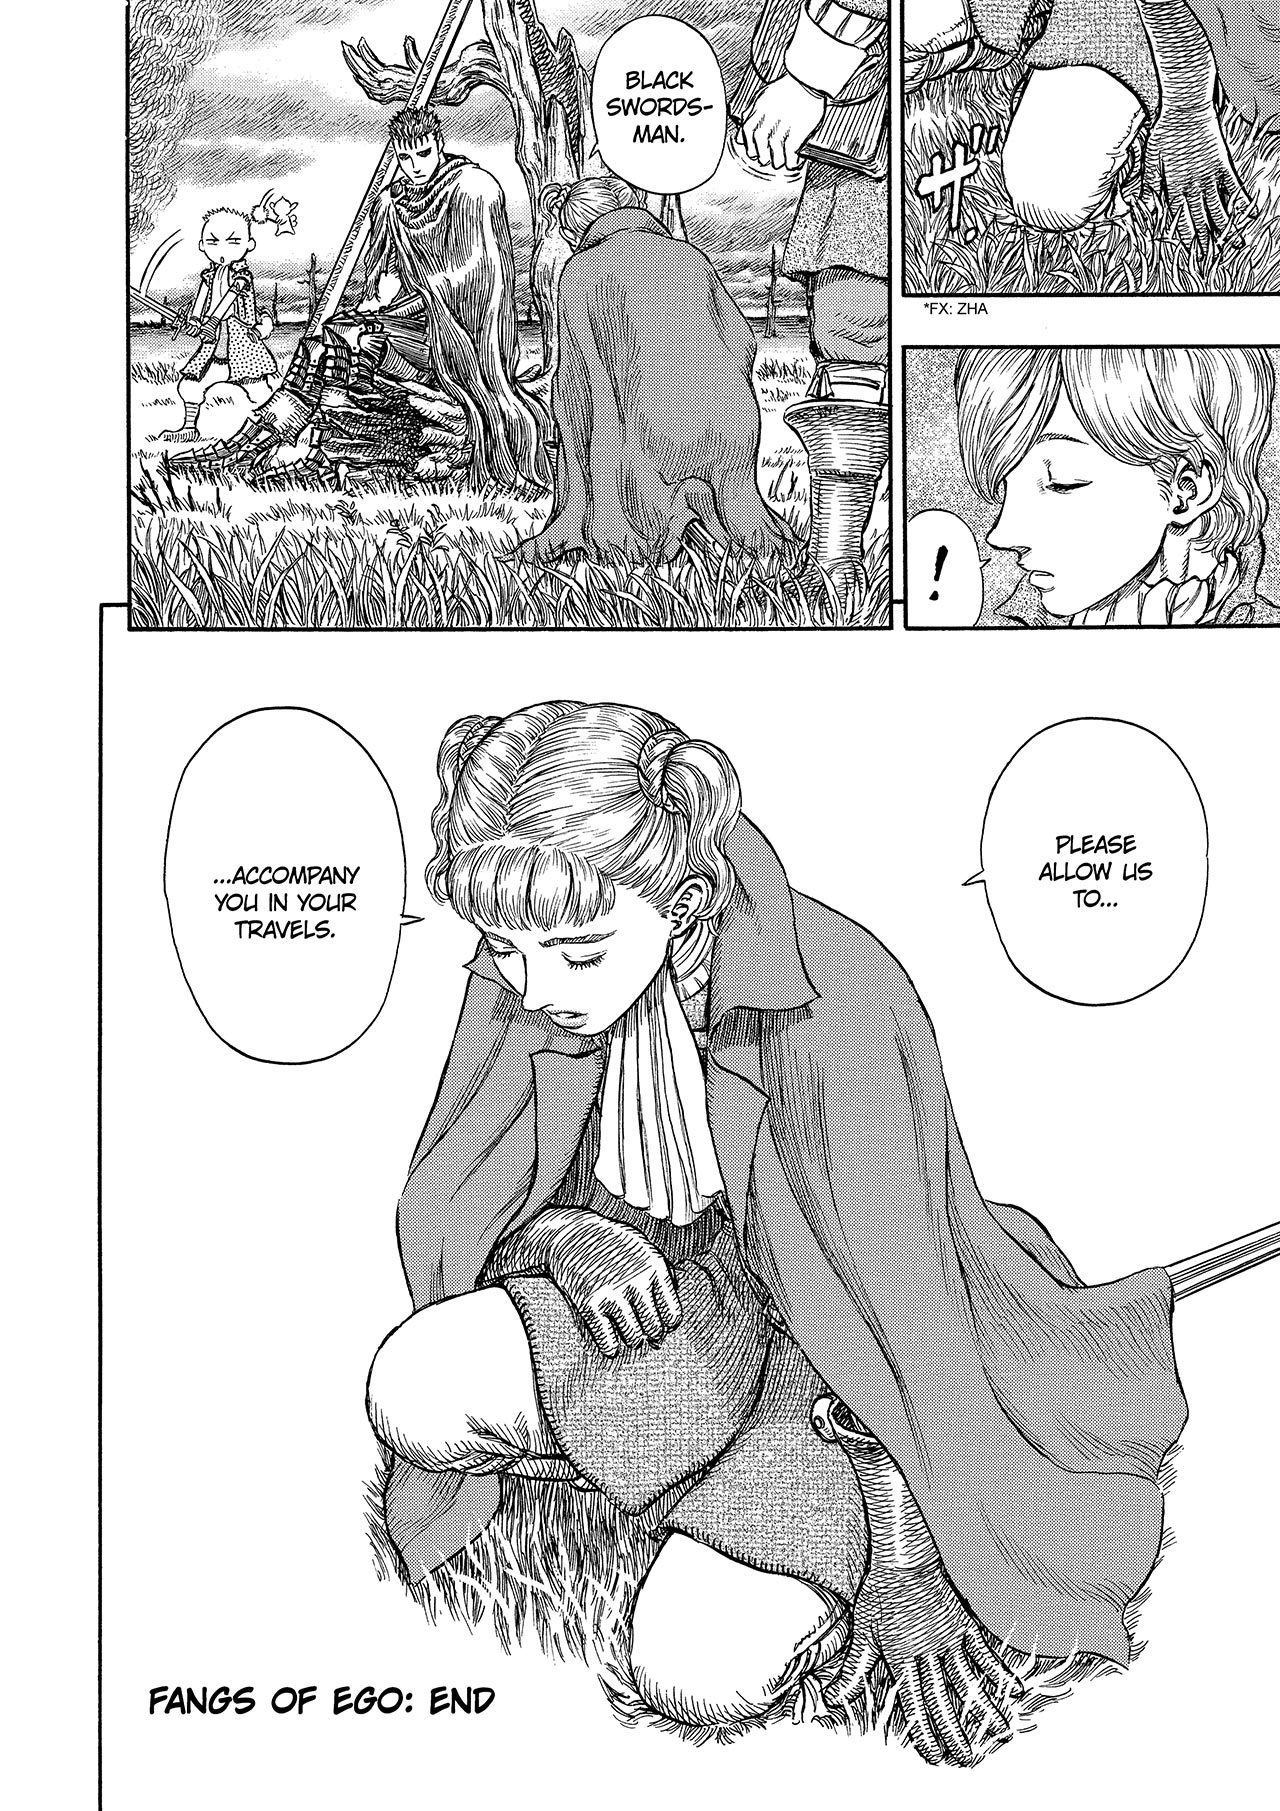 ザッ
*FX: ZHA
BLACK
SWORDS-
MAN.
!
PLEASE
ALLOW US
TO...
...ACCOMPANY
YOU IN YOUR
TRAVELS.
FANGS OF EGO: END